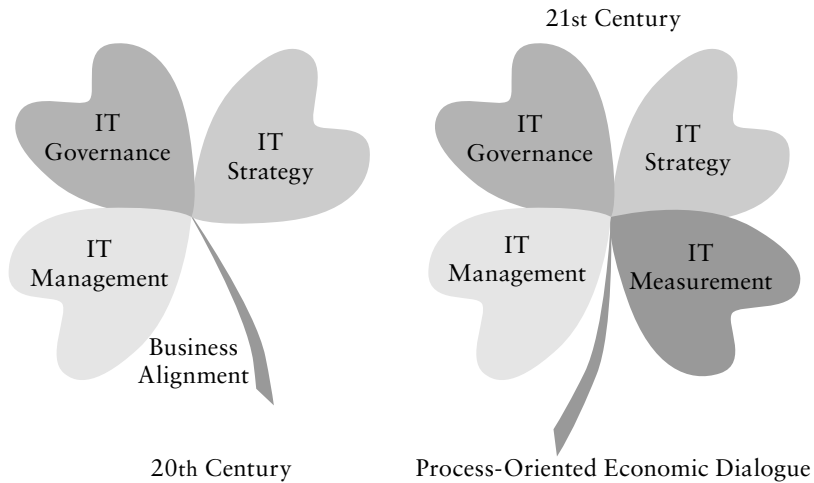 21st Century
IT
Governance
IT
Strategy
IT
Management
Business
Alignment
20th Century
IT
Governance
IT
Strategy
IT
Management
IT
Measurement
Process-Oriented Economic Dialogue